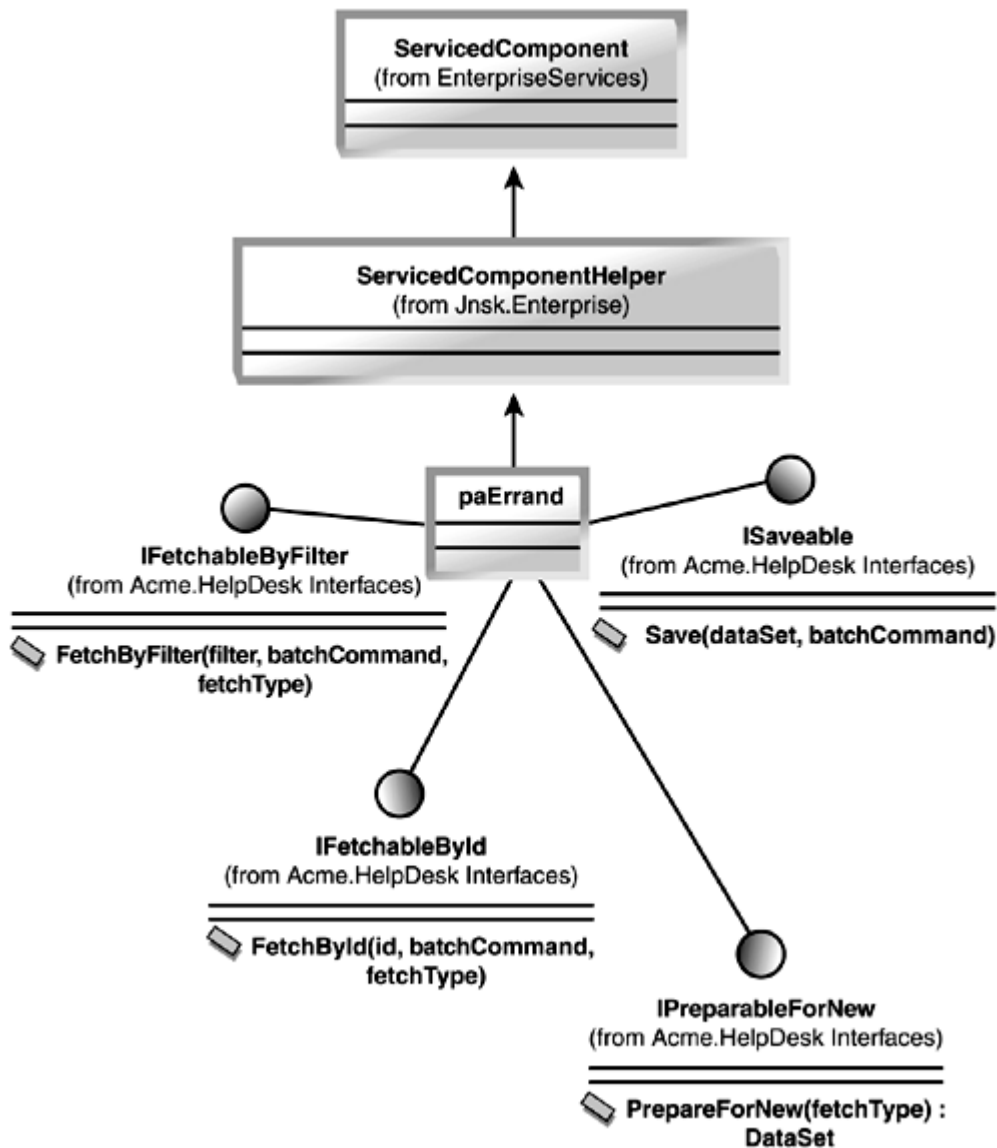 ServicedComponent
(from EnterpriseServices)
ServicedComponentHelper
(from Jnsk.Enterprise)
paErrand
IFetchableByFilter
(from Acme.HelpDesk Interfaces)
FetchByFilter(filter, batchCommand,
fetchType)
ISaveable
(from Acme.HelpDesk Interfaces)
Save(dataSet, batchCommand)
IFetchableById
(from Acme.HelpDesk Interfaces)
FetchById(id, batchCommand,
fetchType)
IPreparableForNew
(from Acme.HelpDesk Interfaces)
PrepareForNew(fetchType) :
DataSet